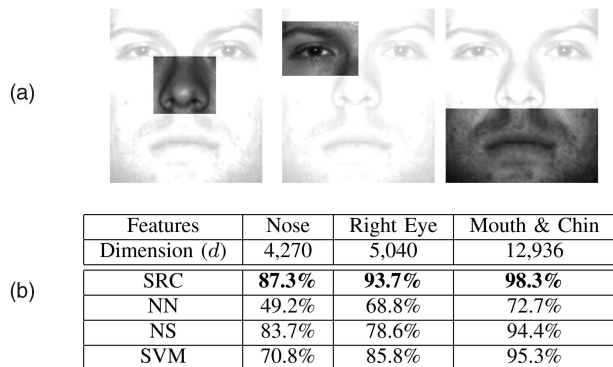 (a)
Features Nose Right Eye Mouth & Chin
Dimension (d) 4,270 5,040 12,936
(b)
SRC 87.3% 93.7% 98.3%
NN 49.2% 68.8% 72.7%
NS 83.7% 78.6% 94.4%
SVM 70.8% 85.8% 95.3%